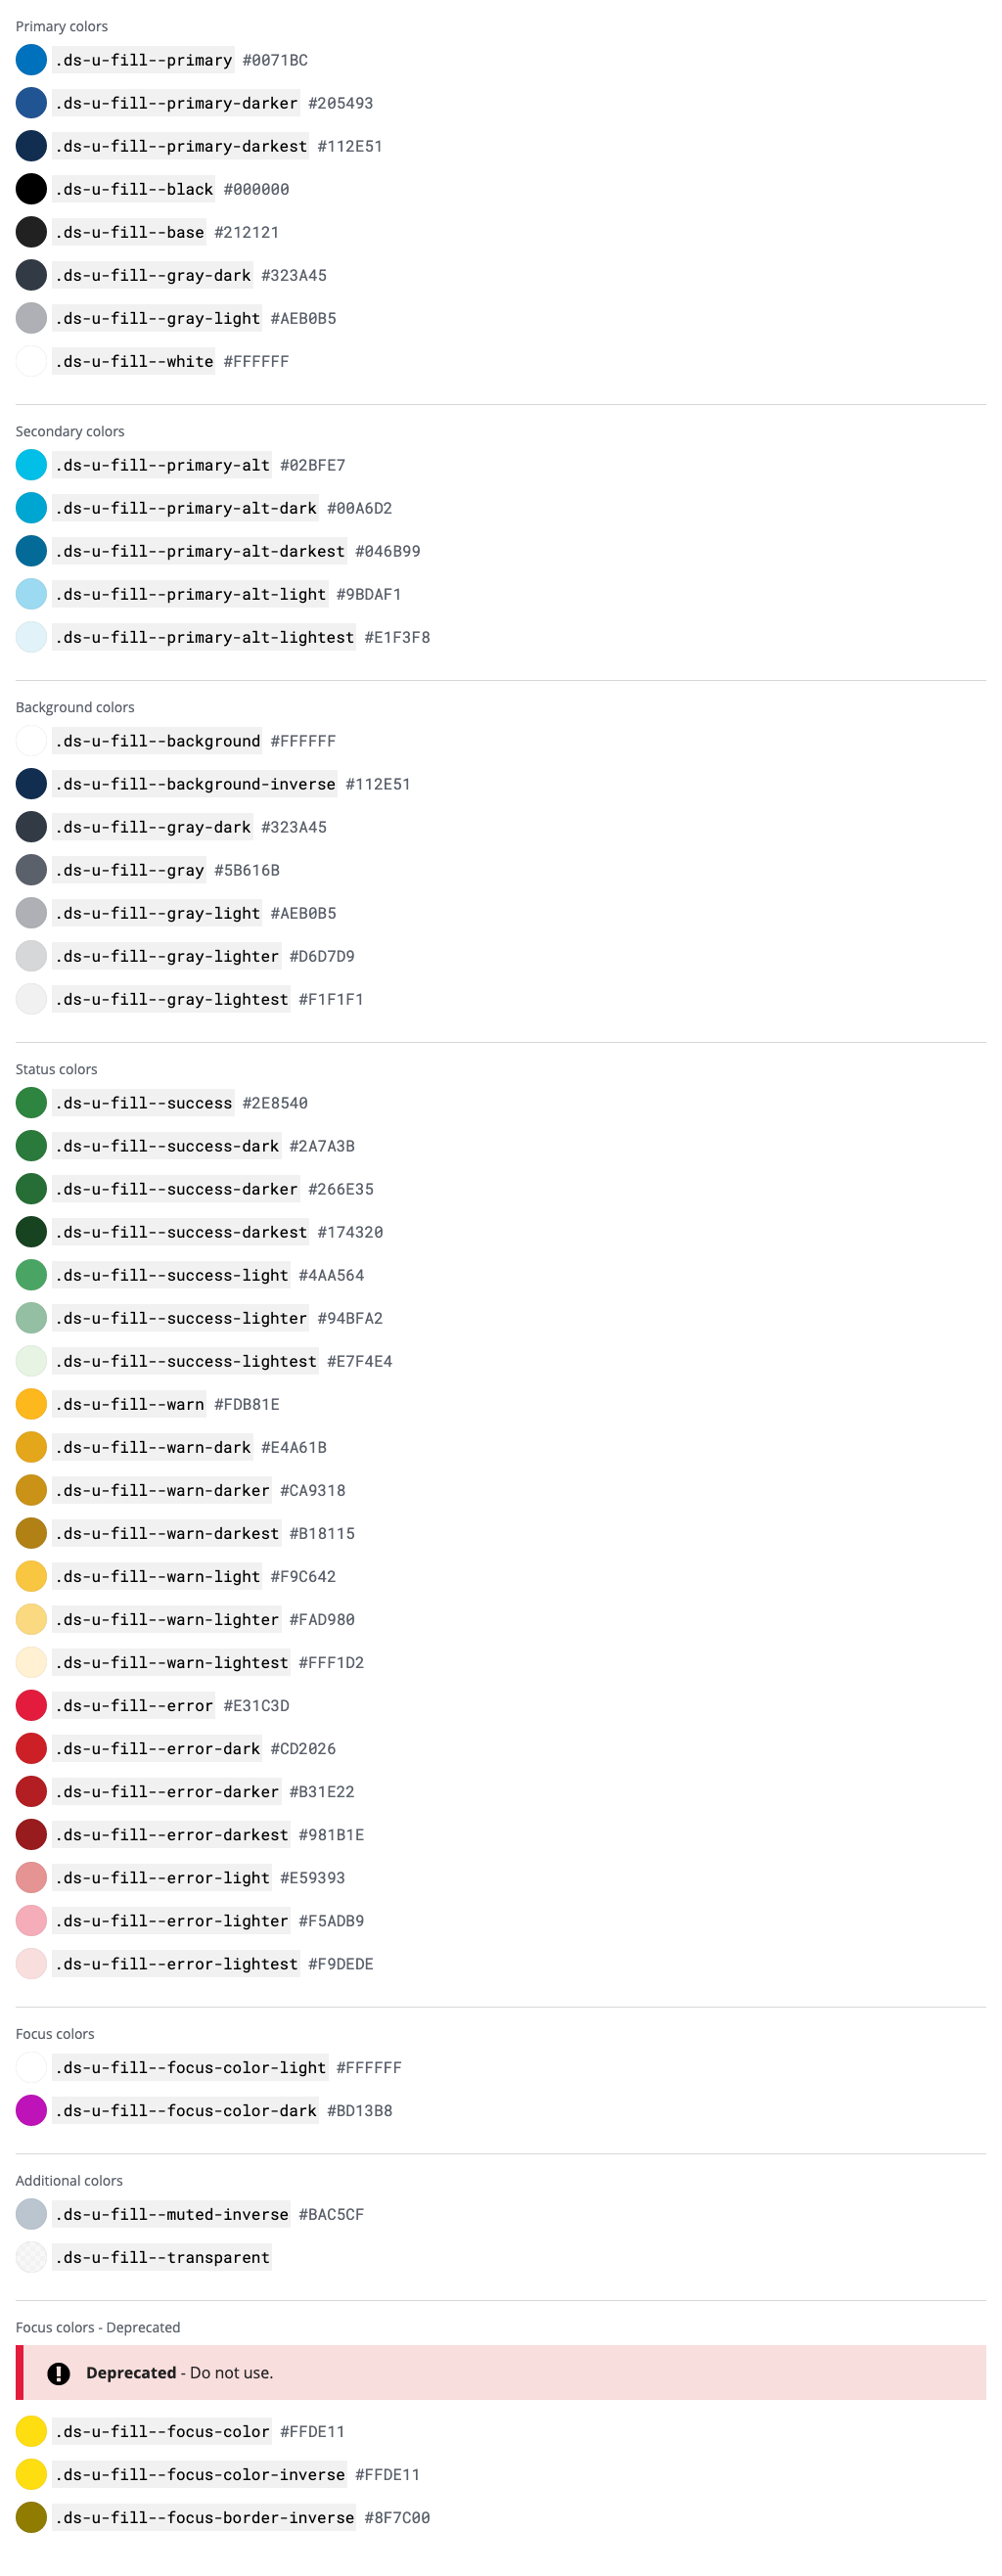 Primary colors
.ds-u-fill--primary #0071BC
.ds-u-fill--primary-darker #205493
.ds-u-fill--primary-darkest #112E51
.ds-u-fill--black #000000
.ds-u-fill--base #212121
.ds-u-fill--gray-dark #323A45
.ds-u-fill--gray-light #AEB0B5
.ds-u-fill--white #FFFFFF
Secondary colors
.ds-u-fill--primary-alt #02BFE7
.ds-u-fill--primary-alt-dark #00A6D2
.ds-u-fill--primary-alt-darkest #046B99
.ds-u-fill--primary-alt-light #9BDAF1
.ds-u-fill--primary-alt-lightest #E1F3F8
Background colors
.ds-u-fill--background #FFFFFF
.ds-u-fill--background-inverse #112E51
.ds-u-fill--gray-dark #323A45
.ds-u-fill--gray #5B616B
.ds-u-fill--gray-light #AEB0B5
.ds-u-fill--gray-lighter #D6D7D9
.ds-u-fill--gray-lightest #F1F1F1
Status colors
.ds-u-fill--success #2E8540
.ds-u-fill--success-dark #2A7A3B
.ds-u-fill--success-darker #266E35
.ds-u-fill--success-darkest #174320
.ds-u-fill--success-light #4AA564
.ds-u-fill--success-lighter #94BFA2
.ds-u-fill--success-lightest #E7F4E4
.ds-u-fill--warn #FDB81E
.ds-u-fill--warn-dark #E4A61B
.ds-u-fill--warn-darker #CA9318
.ds-u-fill--warn-darkest #B18115
.ds-u-fill--warn-light #F9C642
.ds-u-fill--warn-lighter #FAD980
.ds-u-fill--warn-lightest #FFF1D2
.ds-u-fill--error #E31C3D
.ds-u-fill--error-dark #CD2026
.ds-u-fill--error-darker #B31E22
.ds-u-fill--error-darkest #981B1E
.ds-u-fill--error-light #E59393
.ds-u-fill--error-lighter #F5ADB9
.ds-u-fill--error-lightest #F9DEDE
Focus colors
.ds-u-fill--focus-color-light #FFFFFF
.ds-u-fill--focus-color-dark #BD13B8
Additional colors
.ds-u-fill--muted-inverse #BAC5CF
.ds-u-fill--transparent
Focus colors - Deprecated
Deprecated - Do not use.
.ds-u-fill--focus-color #FFDE11
.ds-u-fill--focus-color-inverse #FFDE11
.ds-u-fill--focus-border-inverse #8F7C00